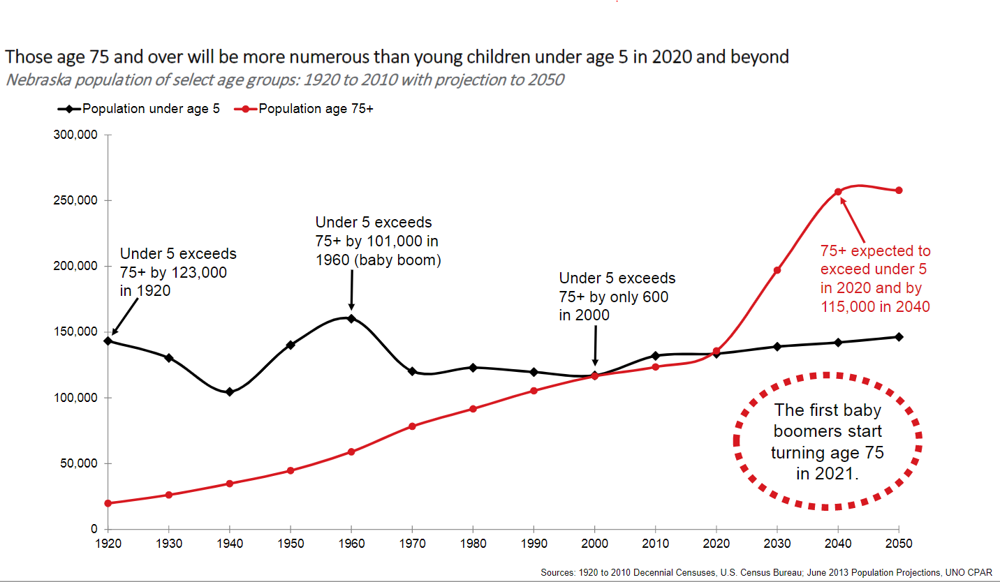 Those age 75 and over will be more numerous than young children under age 5 in 2020 and beyond
Nebraska population of select age groups: 1920 to 2010 with projection to 2050
Population under age 5
Population age 75+
300,000
250,000
200,000
150,000
100,000
50,000
0
Under 5 exceeds
75+ by 123,000
in 1920
Under 5 exceeds
75+ by 101,000 in
1960 (baby boom)
Under 5 exceeds
75+ by only 600
in 2000
75+ expected to
exceed under 5
in 2020 and by
115,000 in 2040
The first baby
boomers start
turning age 75
in 2021.
1920 1930 1940 1950 1960 1970 1980 1990 2000 2010 2020 2030 2040 2050
Sources: 1920 to 2010 Decennial Censuses, U.S. Census Bureau; June 2013 Population Projections, UNO CPAR